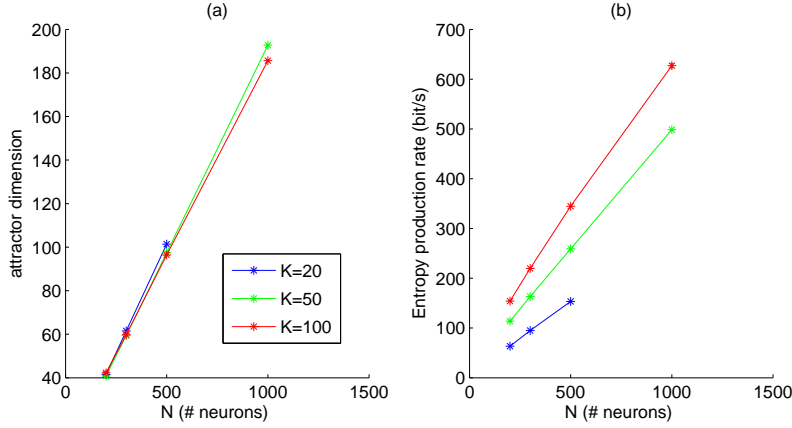 (a)
200
180
160
140
120
100
80
60
40
0
500
1000
1500
attractor dimension
N (# neurons)
K=20
K=50
K=100
(b)
700
600
500
400
300
200
100
0
0
500
1000
1500
Entropy production rate (bit/s)
N (# neurons)